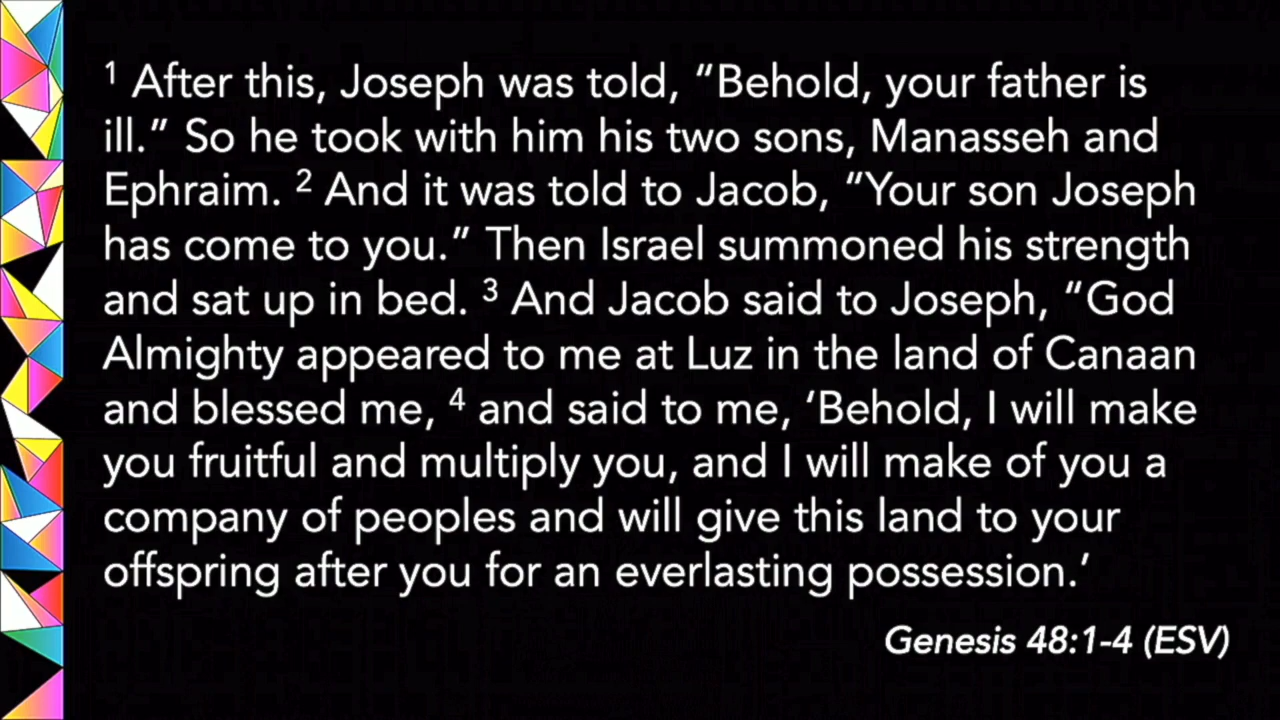 ¹ After this, Joseph was told, “Behold, your father is
ill.” So he took with him his two sons, Manasseh and
Ephraim. ² And it was told to Jacob, “Your son Joseph
has come to you.” Then Israel summoned his strength
and sat up in bed. ³ And Jacob said to Joseph, “God
Almighty appeared to me at Luz in the land of Canaan
and blessed me, ⁴ and said to me, ‘Behold, I will make
you fruitful and multiply you, and I will make of you a
company of peoples and will give this land to your
offspring after you for an everlasting possession.’
Genesis 48:1-4 (ESV)